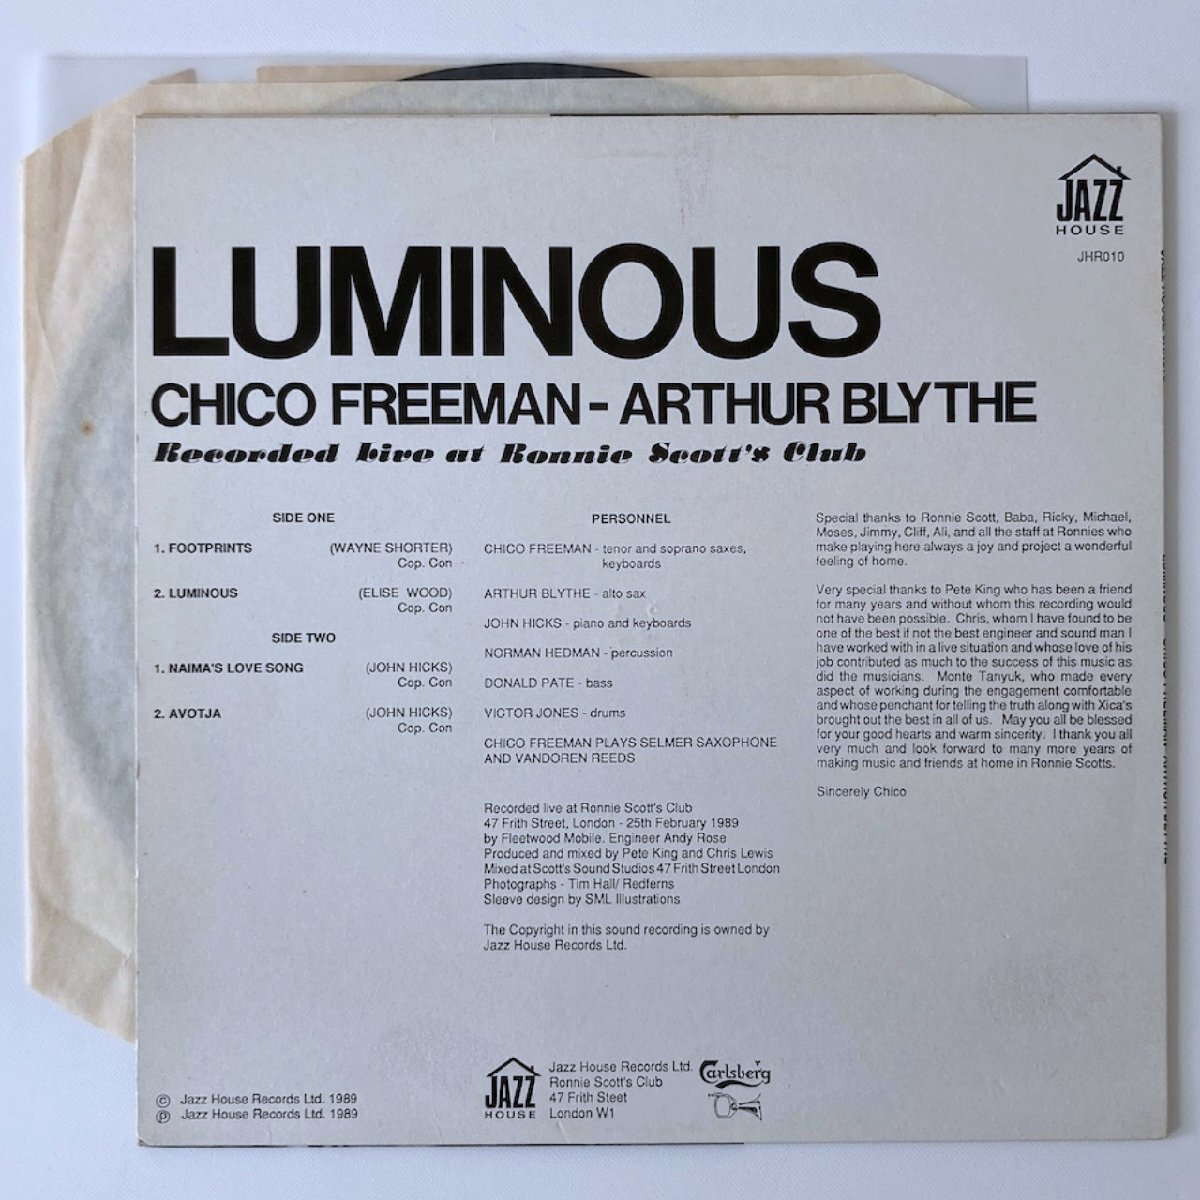 JAZZ
HOUSE
JHR010
LUMINOUS
CHICO FREEMAN - ARTHUR BLYTHE
Recorded Live at Ronnie Scott's Club
SIDE ONE
1. FOOTPRINTS (WAYNE SHORTER)
Cop. Con
2. LUMINOUS (ELISE WOOD)
Cop. Con
SIDE TWO
1. NAIMA'S LOVE SONG (JOHN HICKS)
Cop. Con
2. AVOTJA (JOHN HICKS)
Cop. Con
PERSONNEL
CHICO FREEMAN - tenor and soprano saxes,
keyboards
ARTHUR BLYTHE - alto sax
JOHN HICKS - piano and keyboards
NORMAN HEDMAN - percussion
DONALD PATE - bass
VICTOR JONES - drums
CHICO FREEMAN PLAYS SELMER SAXOPHONE
AND VANDOREN REEDS
Recorded live at Ronnie Scott's Club
47 Frith Street, London - 25th February 1989
by Fleetwood Mobile. Engineer Andy Rose
Produced and mixed by Pete King and Chris Lewis
Mixed at Scott's Sound Studios 47 Frith Street London
Photographs - Tim Hall/ Redferns
Sleeve design by SML Illustrations
The Copyright in this sound recording is owned by
Jazz House Records Ltd.
Special thanks to Ronnie Scott, Baba, Ricky, Michael,
Moses, Jimmy, Cliff, Ali, and all the staff at Ronnies who
make playing here always a joy and project a wonderful
feeling of home.
Very special thanks to Pete King who has been a friend
for many years and without whom this recording would
not have been possible. Chris, whom I have found to be
one of the best if not the best engineer and sound man I
have worked with in a live situation and whose love of his
job contributed as much to the success of this music as
did the musicians. Monte Tanyuk, who made every
aspect of working during the engagement comfortable
and whose penchant for telling the truth along with Xica's
brought out the best in all of us. May you all be blessed
for your good hearts and warm sincerity. I thank you all
very much and look forward to many more years of
making music and friends at home in Ronnie Scotts.
Sincerely Chico
© Jazz House Records Ltd. 1989
℗ Jazz House Records Ltd. 1989
JAZZ
HOUSE
Jazz House Records Ltd.
Ronnie Scott's Club
47 Frith Steet
London W1
Carlsberg